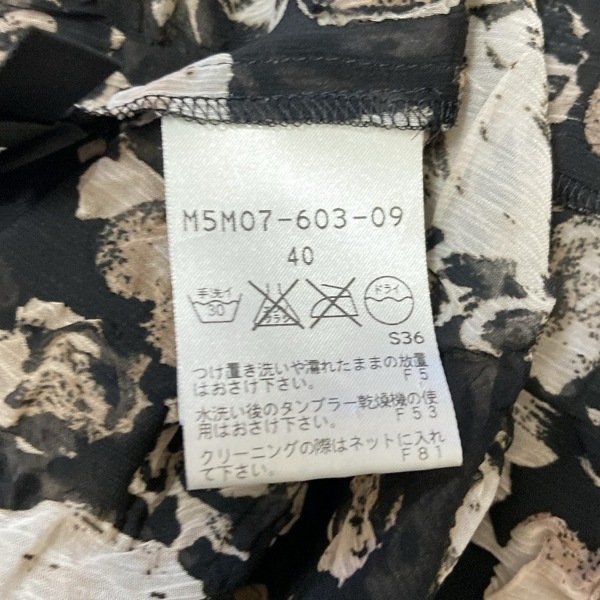 M5M07-603-09
40
手洗イ
30
エンソ
サラシ
ドライ
S36
つけ置き洗いや濡れたままの放置
はおさけ下さい。 F5
水洗い後のタンブラー乾燥機の使
用はおさけ下さい。 F53
クリーニングの際はネットに入れ
て下さい。 F81